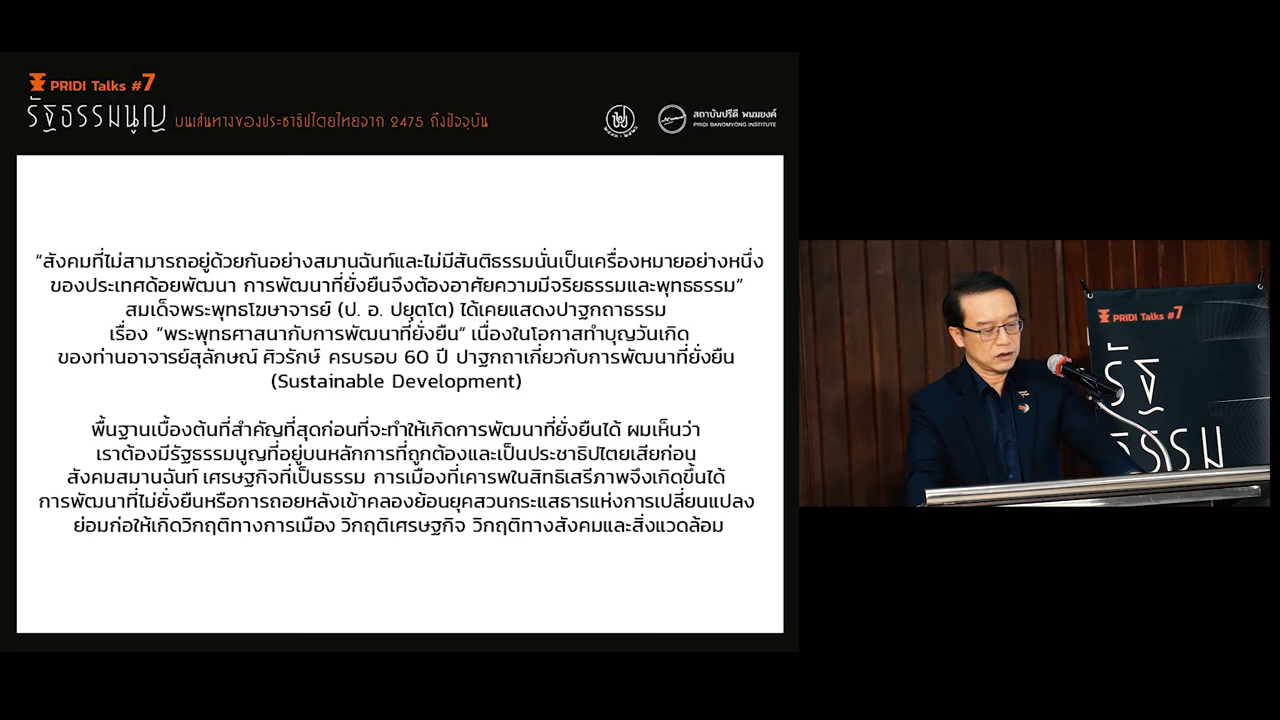 PRIDI Talks #7
รัฐธรรมนูญ บนเส้นทางของประชาธิปไตยไทยจาก 2475 ถึงปัจจุบัน
สถาบันปรีดี พนมยงค์
PRIDI BANOMYONG INSTITUTE
“สังคมที่ไม่สามารถอยู่ด้วยกันอย่างสมานฉันท์และไม่มีสันติธรรมนั่นเป็นเครื่องหมายอย่างหนึ่ง
ของประเทศด้อยพัฒนา การพัฒนาที่ยั่งยืนจึงต้องอาศัยความมีจริยธรรมและพุทธธรรม”
สมเด็จพระพุทธโฆษาจารย์ (ป. อ. ปยุตฺโต) ได้เคยแสดงปาฐกถาธรรม
เรื่อง “พระพุทธศาสนากับการพัฒนาที่ยั่งยืน” เนื่องในโอกาสทำบุญวันเกิด
ของท่านอาจารย์สุลักษณ์ ศิวรักษ์ ครบรอบ 60 ปี ปาฐกถาเกี่ยวกับการพัฒนาที่ยั่งยืน
(Sustainable Development)
พื้นฐานเบื้องต้นที่สำคัญที่สุดก่อนที่จะทำให้เกิดการพัฒนาที่ยั่งยืนได้ ผมเห็นว่า
เราต้องมีรัฐธรรมนูญที่อยู่บนหลักการที่ถูกต้องและเป็นประชาธิปไตยเสียก่อน
สังคมสมานฉันท์ เศรษฐกิจที่เป็นธรรม การเมืองที่เคารพในสิทธิเสรีภาพจึงเกิดขึ้นได้
การพัฒนาที่ไม่ยั่งยืนหรือการถอยหลังเข้าคลองย้อนยุคสวนกระแสธารแห่งการเปลี่ยนแปลง
ย่อมก่อให้เกิดวิกฤติทางการเมือง วิกฤติเศรษฐกิจ วิกฤติทางสังคมและสิ่งแวดล้อม
PRIDI Talks #7
รัฐ
ธรรม